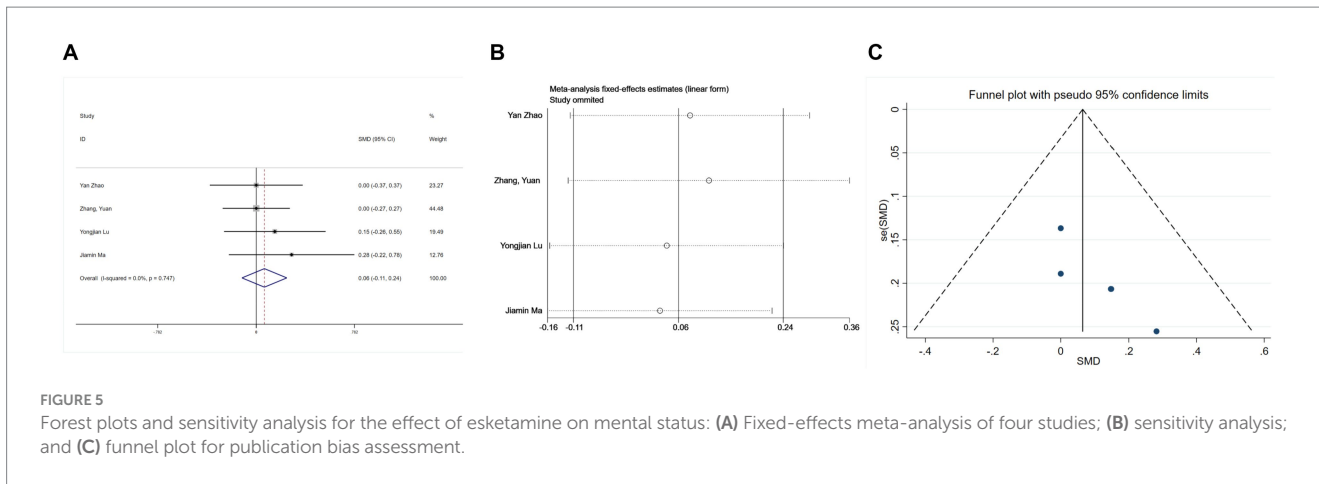 A
Study %
ID SMD (95% CI) Weight
Yan Zhao 0.00 (-0.37, 0.37) 23.27
Zhang, Yuan 0.00 (-0.27, 0.27) 44.48
Yongjian Lu 0.15 (-0.26, 0.55) 19.49
Jiamin Ma 0.28 (-0.22, 0.78) 12.76
Overall (I-squared = 0.0%, p = 0.747) 0.06 (-0.11, 0.24) 100.00
-.782 0 .782
B
Meta-analysis fixed-effects estimates (linear form)
Study ommited
Yan Zhao
Zhang, Yuan
Yongjian Lu
Jiamin Ma
-0.16 -0.11 0.06 0.24 0.36
C
Funnel plot with pseudo 95% confidence limits
se(SMD)
0
.05
.1
.15
.2
.25
-.4 -.2 0 .2 .4 .6
SMD
FIGURE 5
Forest plots and sensitivity analysis for the effect of esketamine on mental status: (A) Fixed-effects meta-analysis of four studies; (B) sensitivity analysis;
and (C) funnel plot for publication bias assessment.